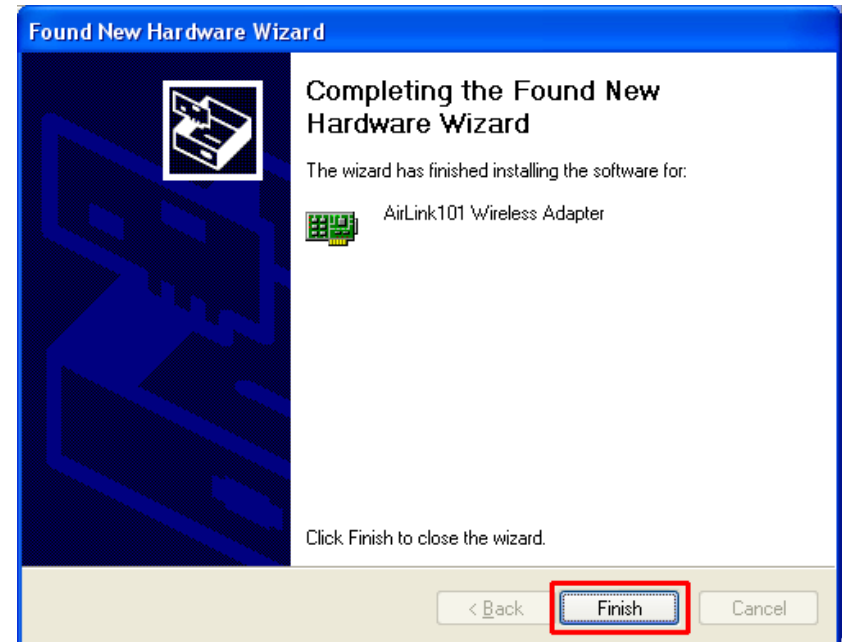 Found New Hardware Wizard
Completing the Found New
Hardware Wizard
The wizard has finished installing the software for:
AirLink101 Wireless Adapter
Click Finish to close the wizard.
< Back
Finish
Cancel